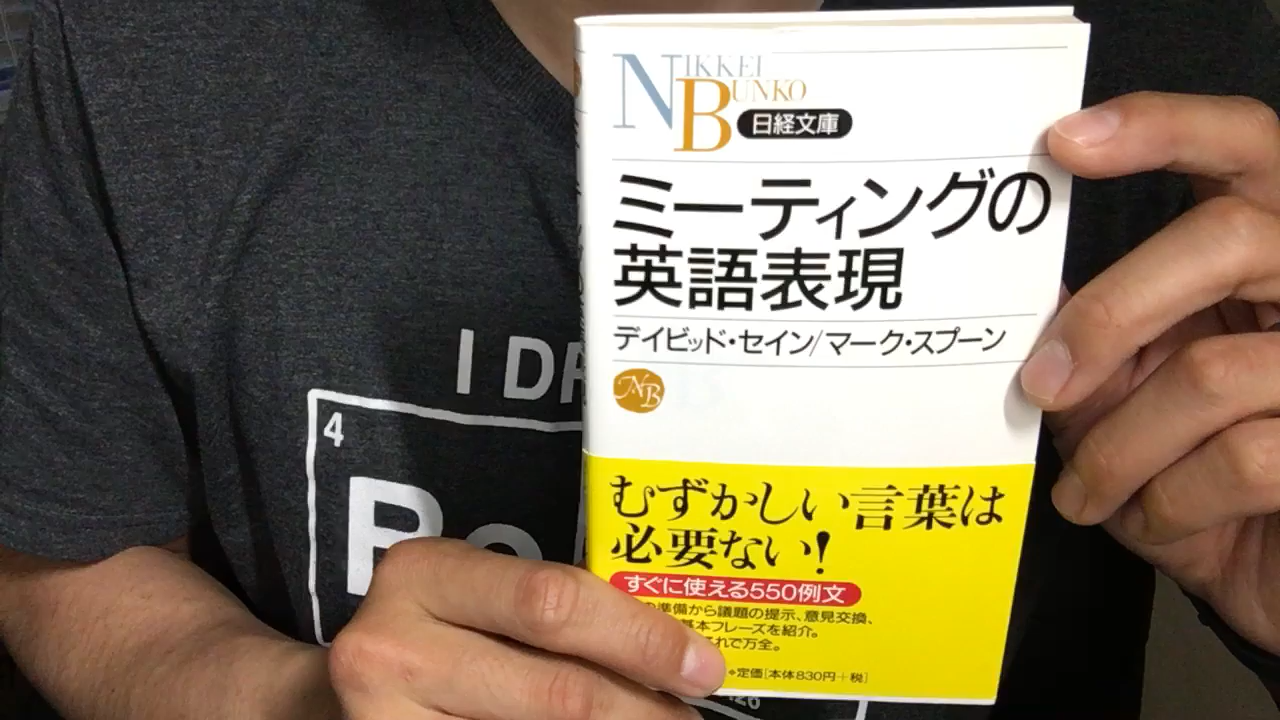 NIKKEI
BUNKO
日経文庫
ミーティングの
英語表現
デイビッド・セイン/マーク・スプーン
NB
むずかしい言葉は
必要ない!
すぐに使える550例文
準備から議題の提示、意見交換、
基本フレーズを紹介。
これで万全。
●定価[本体830円+税]
I DR
4